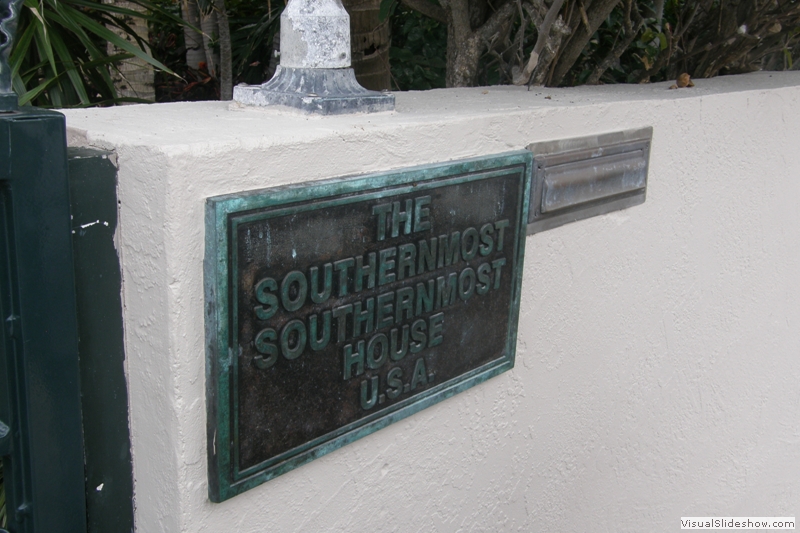 THE
SOUTHERNMOST
SOUTHERNMOST
HOUSE
U.S.A.
VisualSlideshow.com